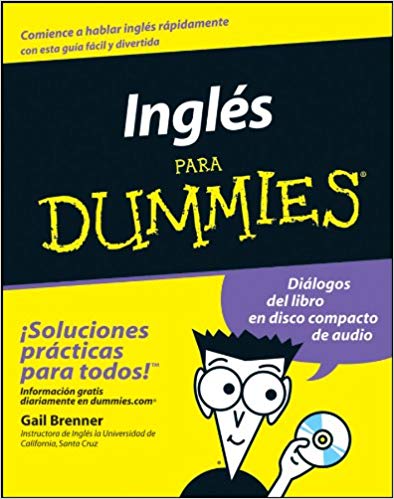 Comience a hablar inglés rápidamente
con esta guía fácil y divertida
Inglés
PARA
DUMMIES®
Diálogos
del libro
en disco compacto
de audio
¡Soluciones
prácticas
para todos!™
Información gratis
diariamente en dummies.com®
Gail Brenner
Instructora de Inglés la Universidad de
California, Santa Cruz